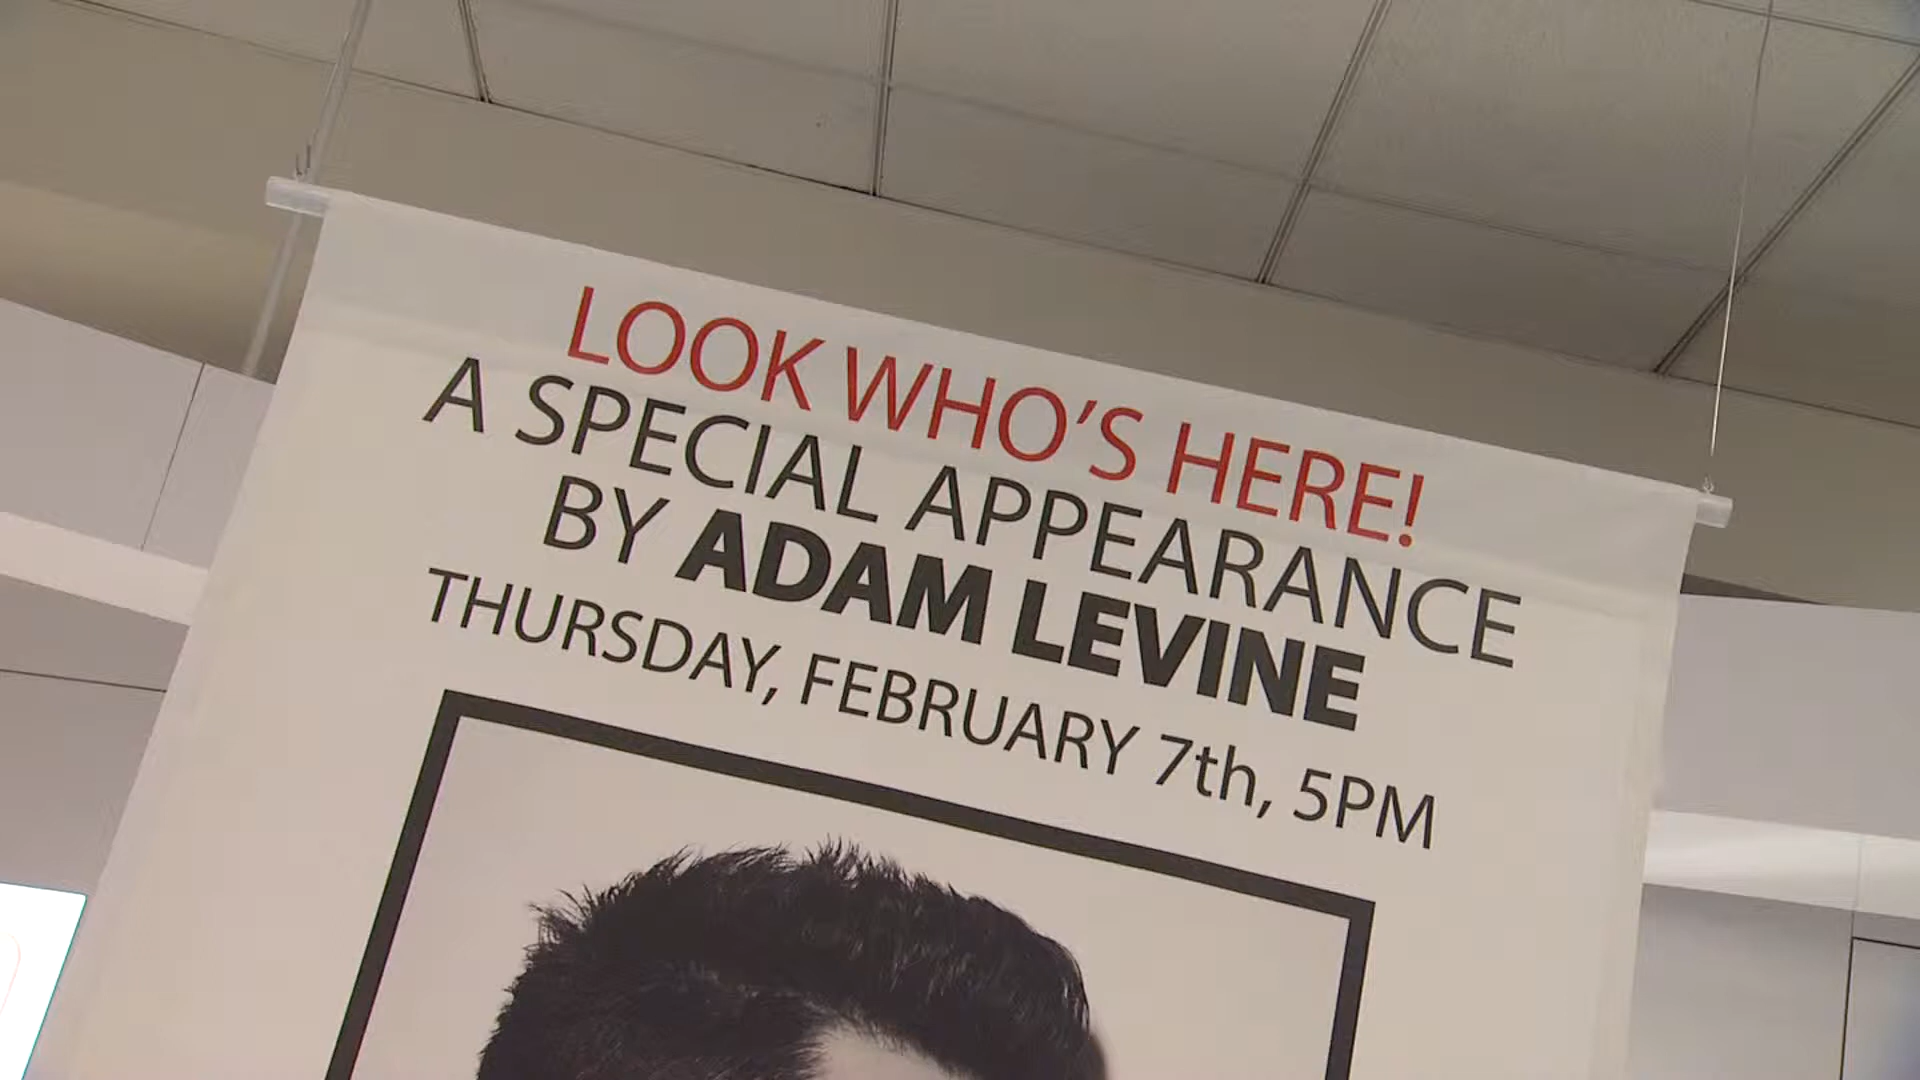 LOOK WHO'S HERE!
A SPECIAL APPEARANCE
BY ADAM LEVINE
THURSDAY, FEBRUARY 7th, 5PM